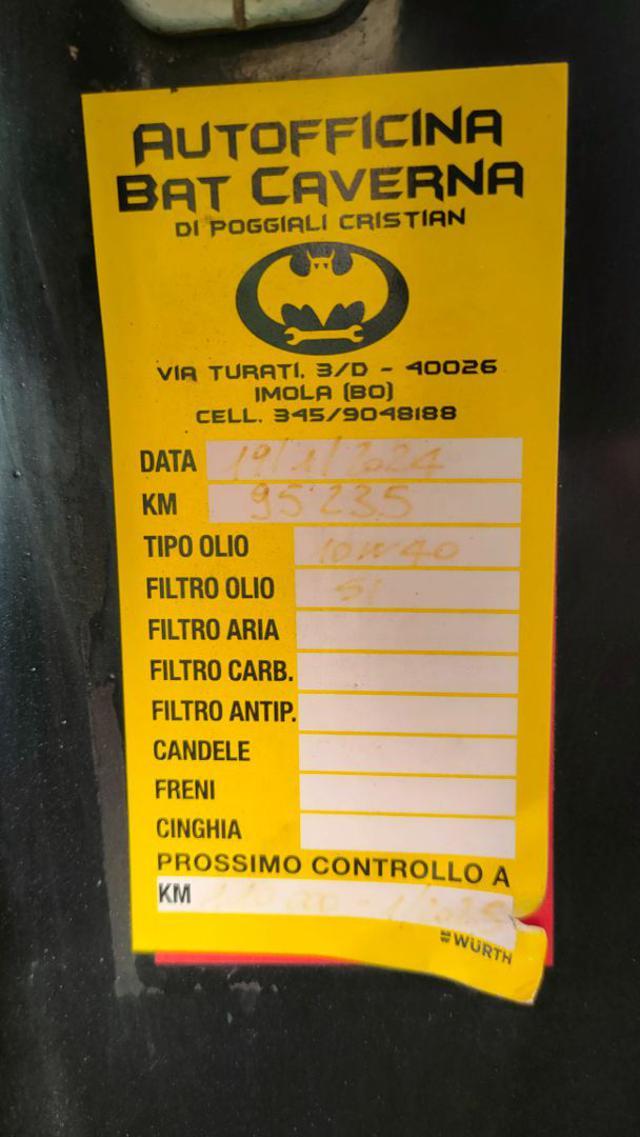 AUTOFFICINA
BAT CAVERNA
DI POGGIALI CRISTIAN
VIA TURATI, 3/D - 40026
IMOLA (BO)
CELL. 345/9048188
DATA 19/1/2024
KM 95235
TIPO OLIO 10W40
FILTRO OLIO SI
FILTRO ARIA
FILTRO CARB.
FILTRO ANTIP.
CANDELE
FRENI
CINGHIA
PROSSIMO CONTROLLO A
KM
WÜRTH